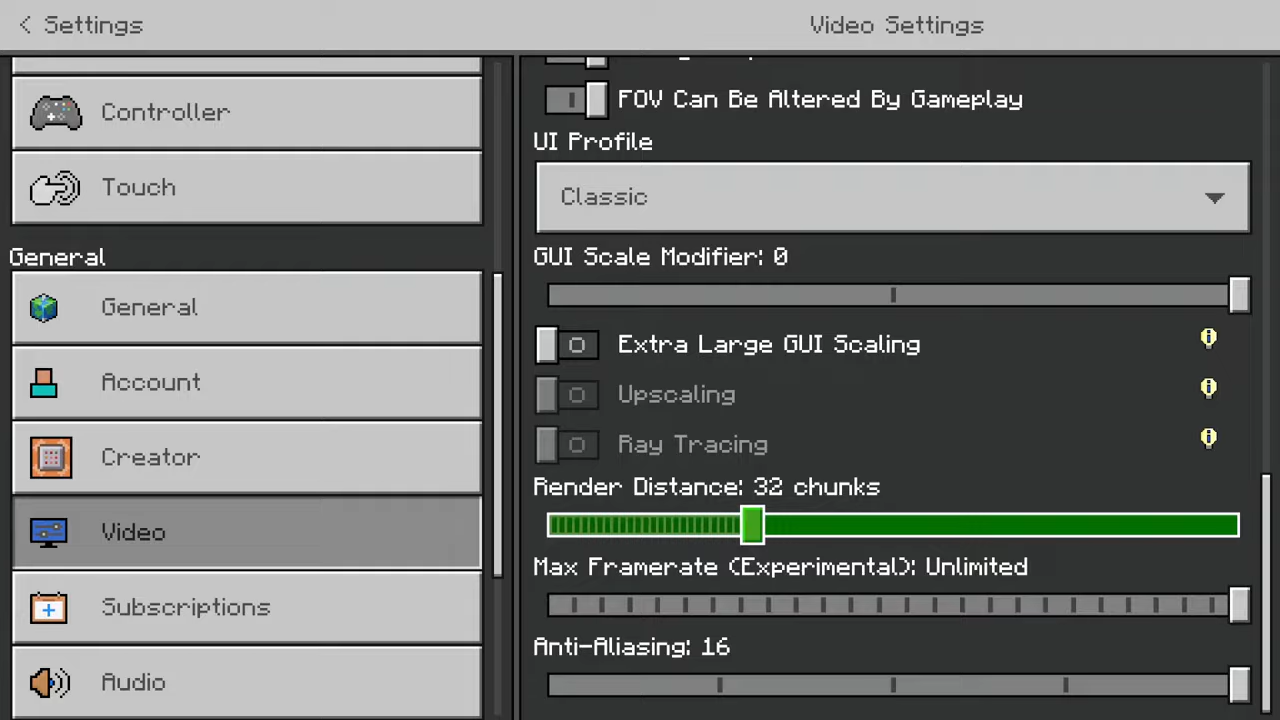 Settings
Video Settings
Controller
Touch
General
General
Account
Creator
Video
Subscriptions
Audio
FOV Can Be Altered By Gameplay
UI Profile
Classic
GUI Scale Modifier: 0
Extra Large GUI Scaling
Upscaling
Ray Tracing
Render Distance: 32 chunks
Max Framerate (Experimental): Unlimited
Anti-Aliasing: 16